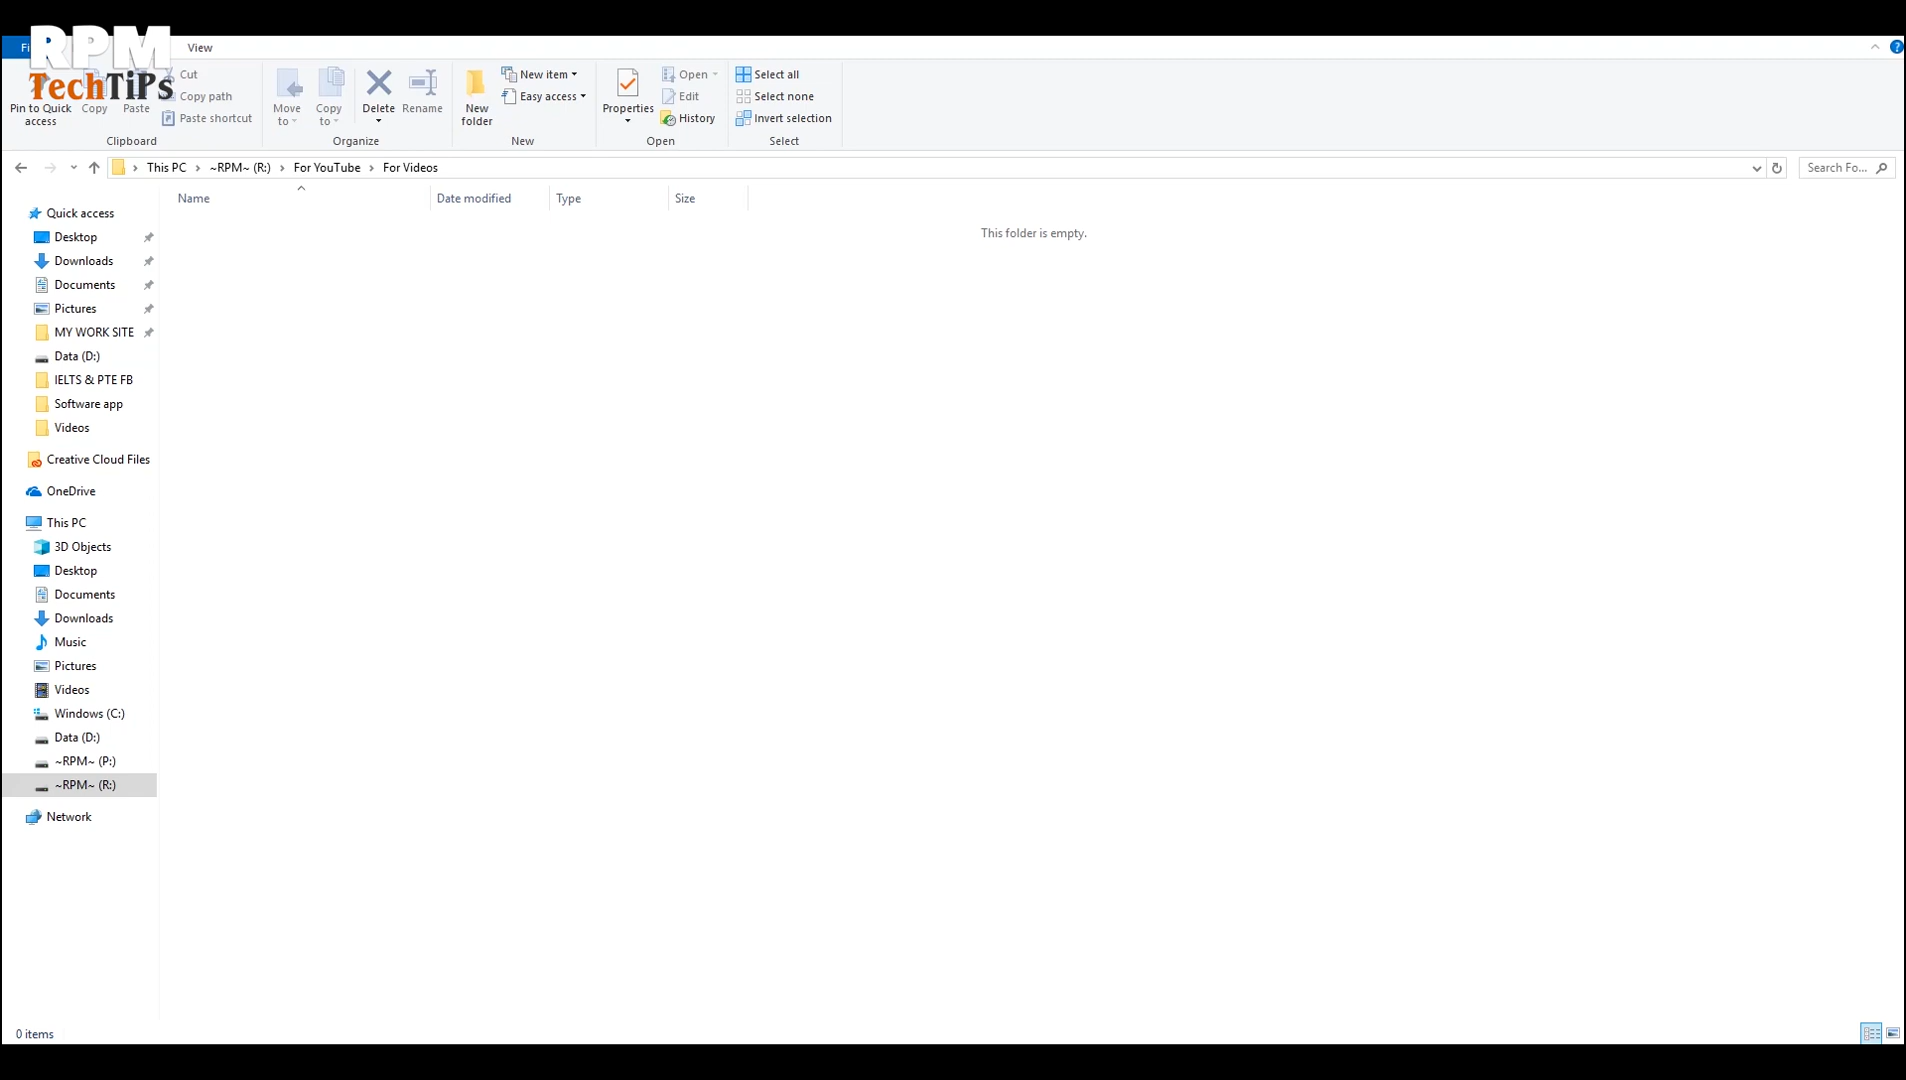 RPM
TechTiPs
Fi
View
Pin to Quick
access
Copy
Paste
Cut
Copy path
Paste shortcut
Clipboard
Move
to
Copy
to
Delete
Rename
Organize
New
folder
New item
Easy access
New
Properties
Open
Edit
History
Open
Select all
Select none
Invert selection
Select
This PC > ~RPM~ (R:) > For YouTube > For Videos
Search Fo...
Name
Date modified
Type
Size
This folder is empty.
Quick access
Desktop
Downloads
Documents
Pictures
MY WORK SITE
Data (D:)
IELTS & PTE FB
Software app
Videos
Creative Cloud Files
OneDrive
This PC
3D Objects
Desktop
Documents
Downloads
Music
Pictures
Videos
Windows (C:)
Data (D:)
~RPM~ (P:)
~RPM~ (R:)
Network
0 items